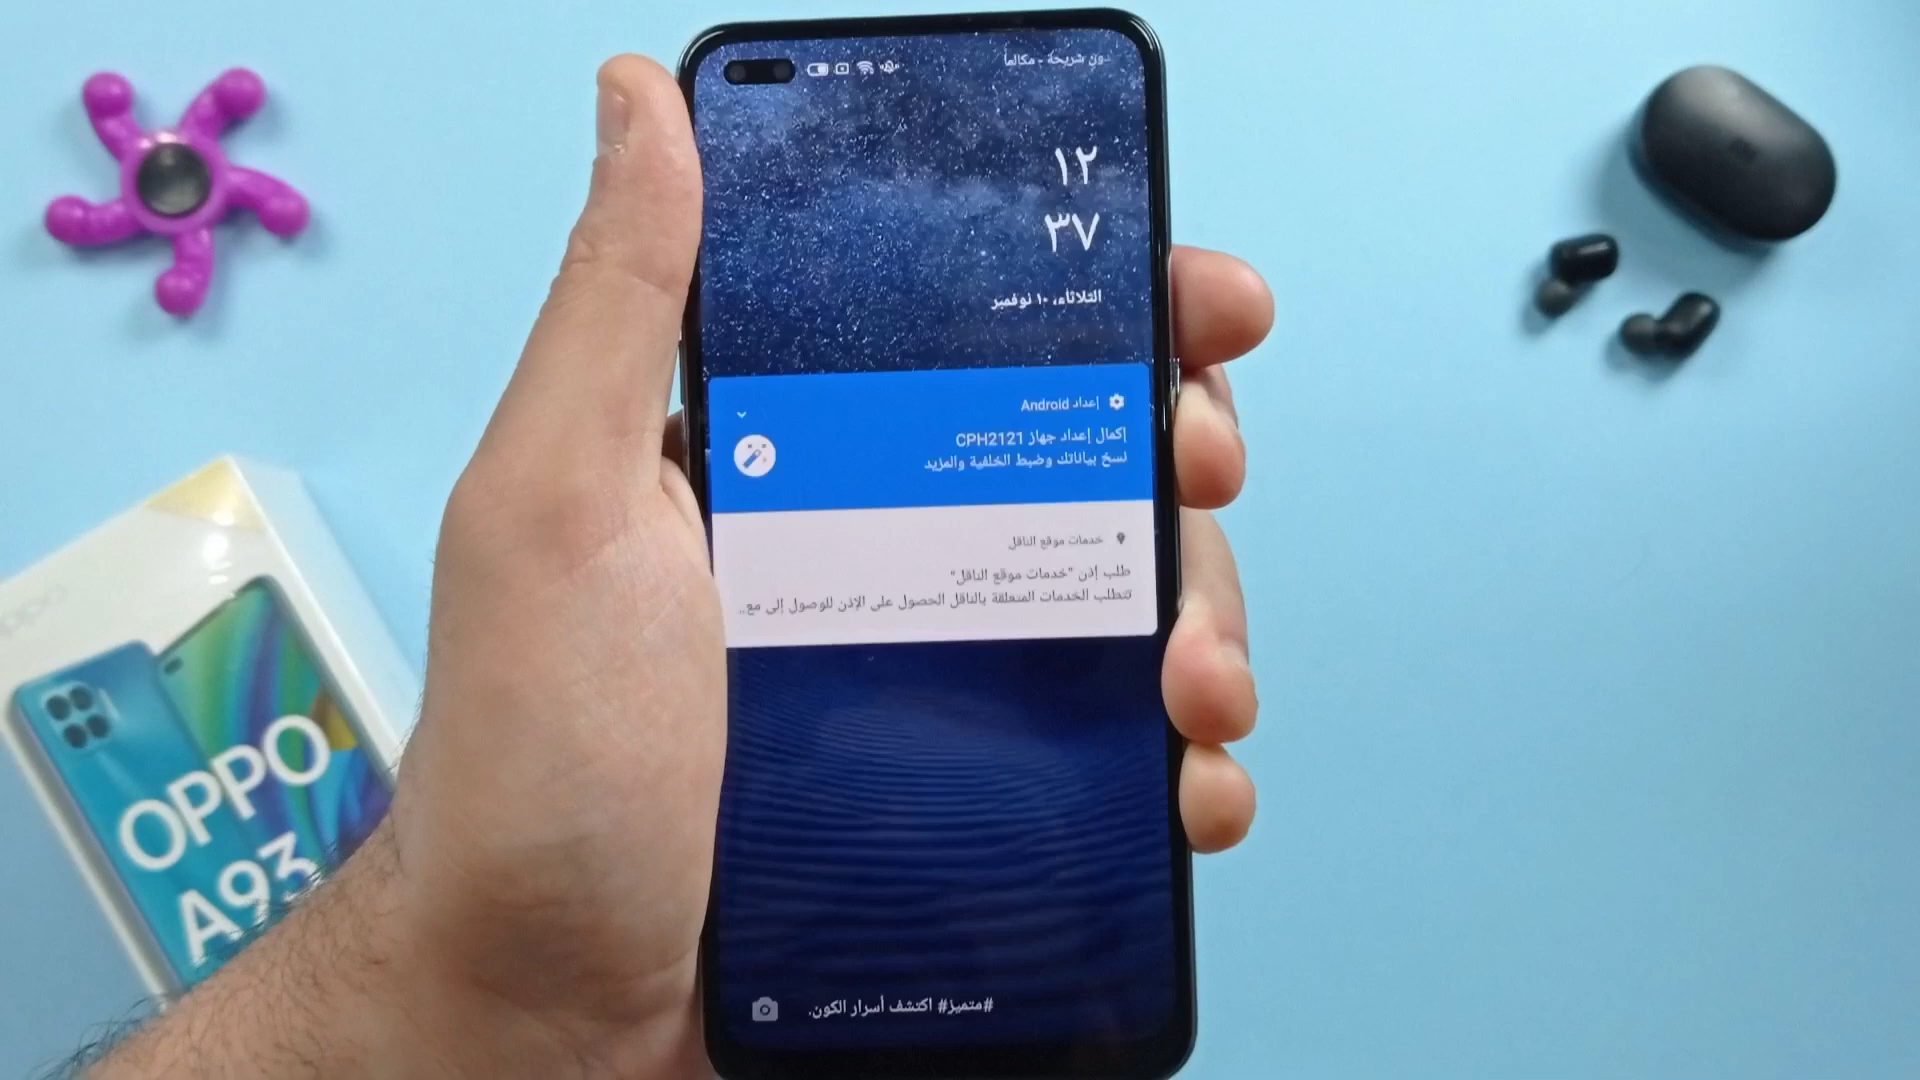 دون شريحة - مكالما
١٢
٣٧
الثلاثاء، ١٠ نوفمبر
إعداد Android
إكمال إعداد جهاز CPH2121
نسخ بياناتك وضبط الخلفية والمزيد
خدمات موقع الناقل
طلب إذن "خدمات موقع الناقل"
تتطلب الخدمات المتعلقة بالناقل الحصول على الإذن للوصول إلى مع..
#متميز# اكتشف أسرار الكون.
oppo
OPPO
A93